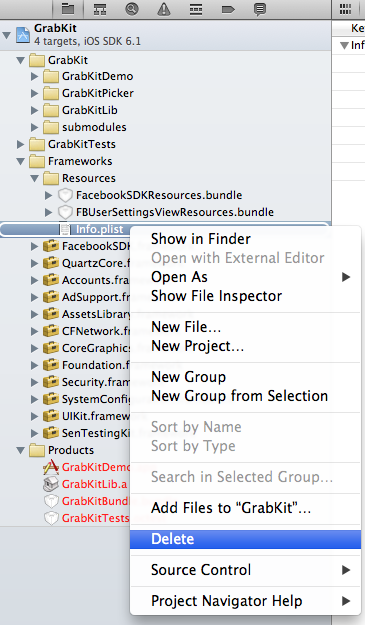 GrabKit
4 targets, iOS SDK 6.1
Ke
Inf
GrabKit
GrabKitDemo
GrabKitPicker
GrabKitLib
submodules
GrabKitTests
Frameworks
Resources
FacebookSDKResources.bundle
FBUserSettingsViewResources.bundle
Info.plist
FacebookSD
QuartzCore.f
Accounts.fra
AdSupport.fr
AssetsLibrary
CFNetwork.fr
CoreGraphics
Foundation.f
Security.fram
SystemConfi
UIKit.framew
SenTestingKi
Products
GrabKitDemo
GrabKitLib.a
GrabKitBund
GrabKitTests
Show in Finder
Open with External Editor
Open As
Show File Inspector
New File...
New Project...
New Group
New Group from Selection
Sort by Name
Sort by Type
Search in Selected Group...
Add Files to “GrabKit”...
Delete
Source Control
Project Navigator Help